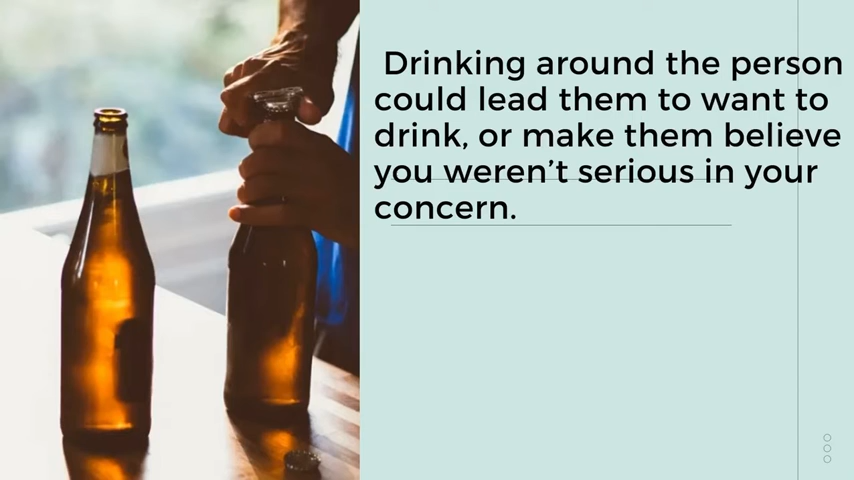 Drinking around the person
could lead them to want to
drink, or make them believe
you weren’t serious in your
concern.